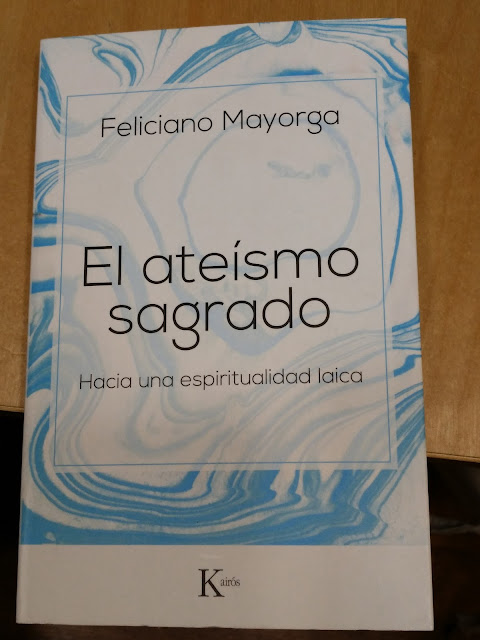 Feliciano Mayorga
El ateísmo
sagrado
Hacia una espiritualidad laica
Kairós